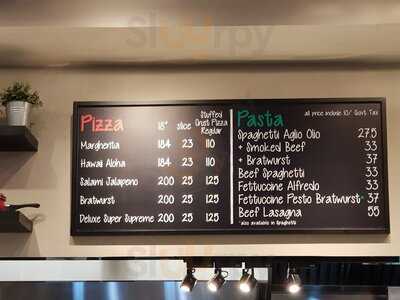 Sluurpy
Pizza 18" slice Stuffed Crust Pizza Regular
Margherita 184 23 110
Hawaii Aloha 184 23 110
Salami Jalapeno 200 25 125
Bratwurst 200 25 125
Deluxe Super Supreme 200 25 125
Pasta all price include 10% Govt. Tax
Spaghetti Aglio Olio 27.5
+ Smoked Beef 33
+ Bratwurst 37
Beef Spaghetti 33
Fettuccine Alfredo 33
Fettuccine Pesto Bratwurst 37
Beef Lasagna 55
*also available in Spaghetti